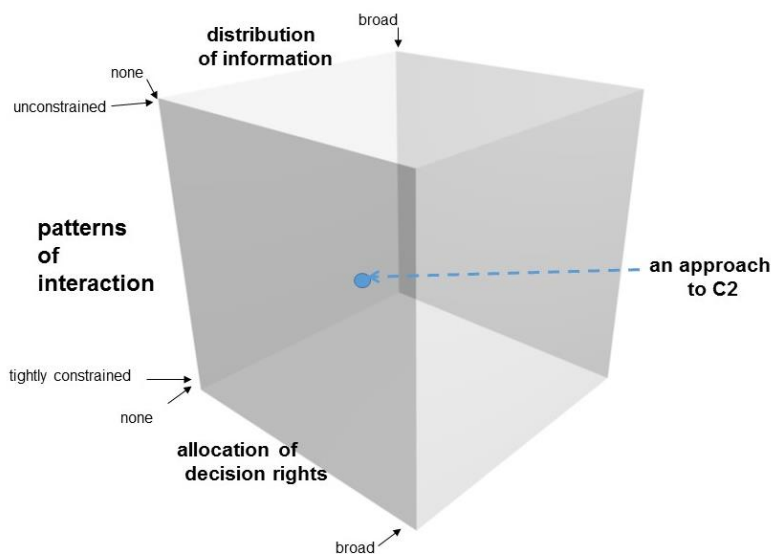 broad
distribution
of information
none
unconstrained
patterns
of
interaction
an approach
to C2
tightly constrained
none
allocation of
decision rights
broad